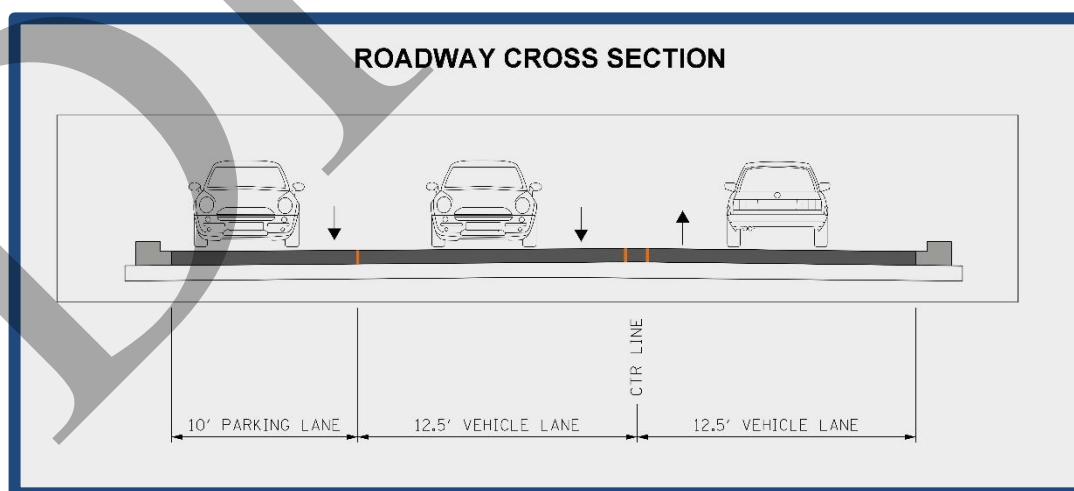 ROADWAY CROSS SECTION
CTR LINE
10' PARKING LANE
12.5' VEHICLE LANE
12.5' VEHICLE LANE